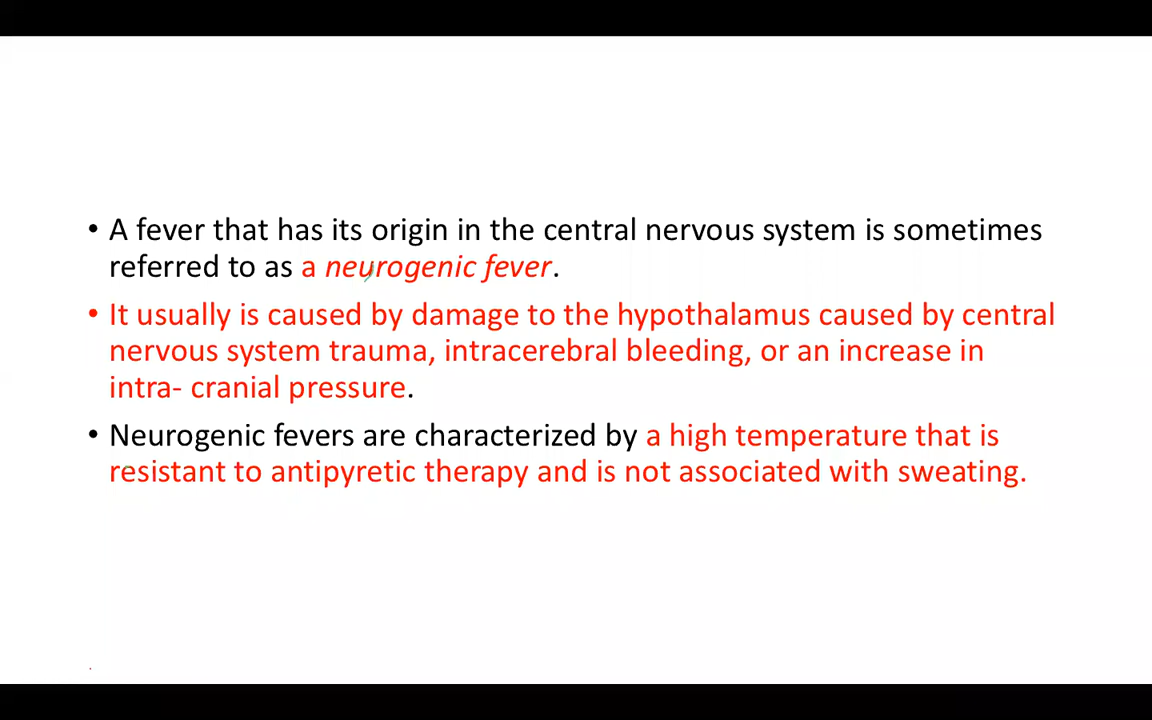 • A fever that has its origin in the central nervous system is sometimes
referred to as a neurogenic fever.
• It usually is caused by damage to the hypothalamus caused by central
nervous system trauma, intracerebral bleeding, or an increase in
intra- cranial pressure.
• Neurogenic fevers are characterized by a high temperature that is
resistant to antipyretic therapy and is not associated with sweating.
.